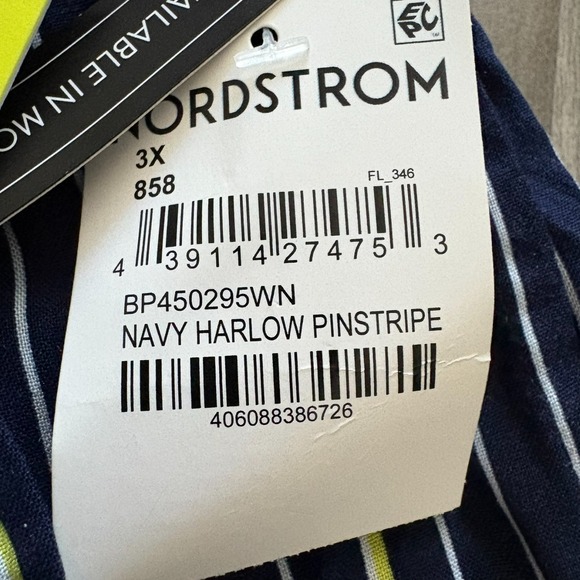 AVAILABLE IN MO
EPC
NORDSTROM
3X
858
FL_346
4 39114 27475 3
BP450295WN
NAVY HARLOW PINSTRIPE
406088386726